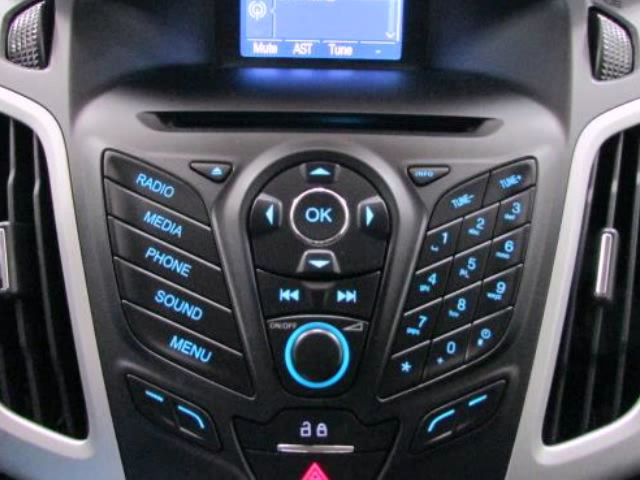 Mute AST Tune
RADIO
MEDIA
PHONE
SOUND
MENU
OK
ON/OFF
INFO
TUNE- TUNE+
1 2 3
4 5 6
7 8 9
* 0